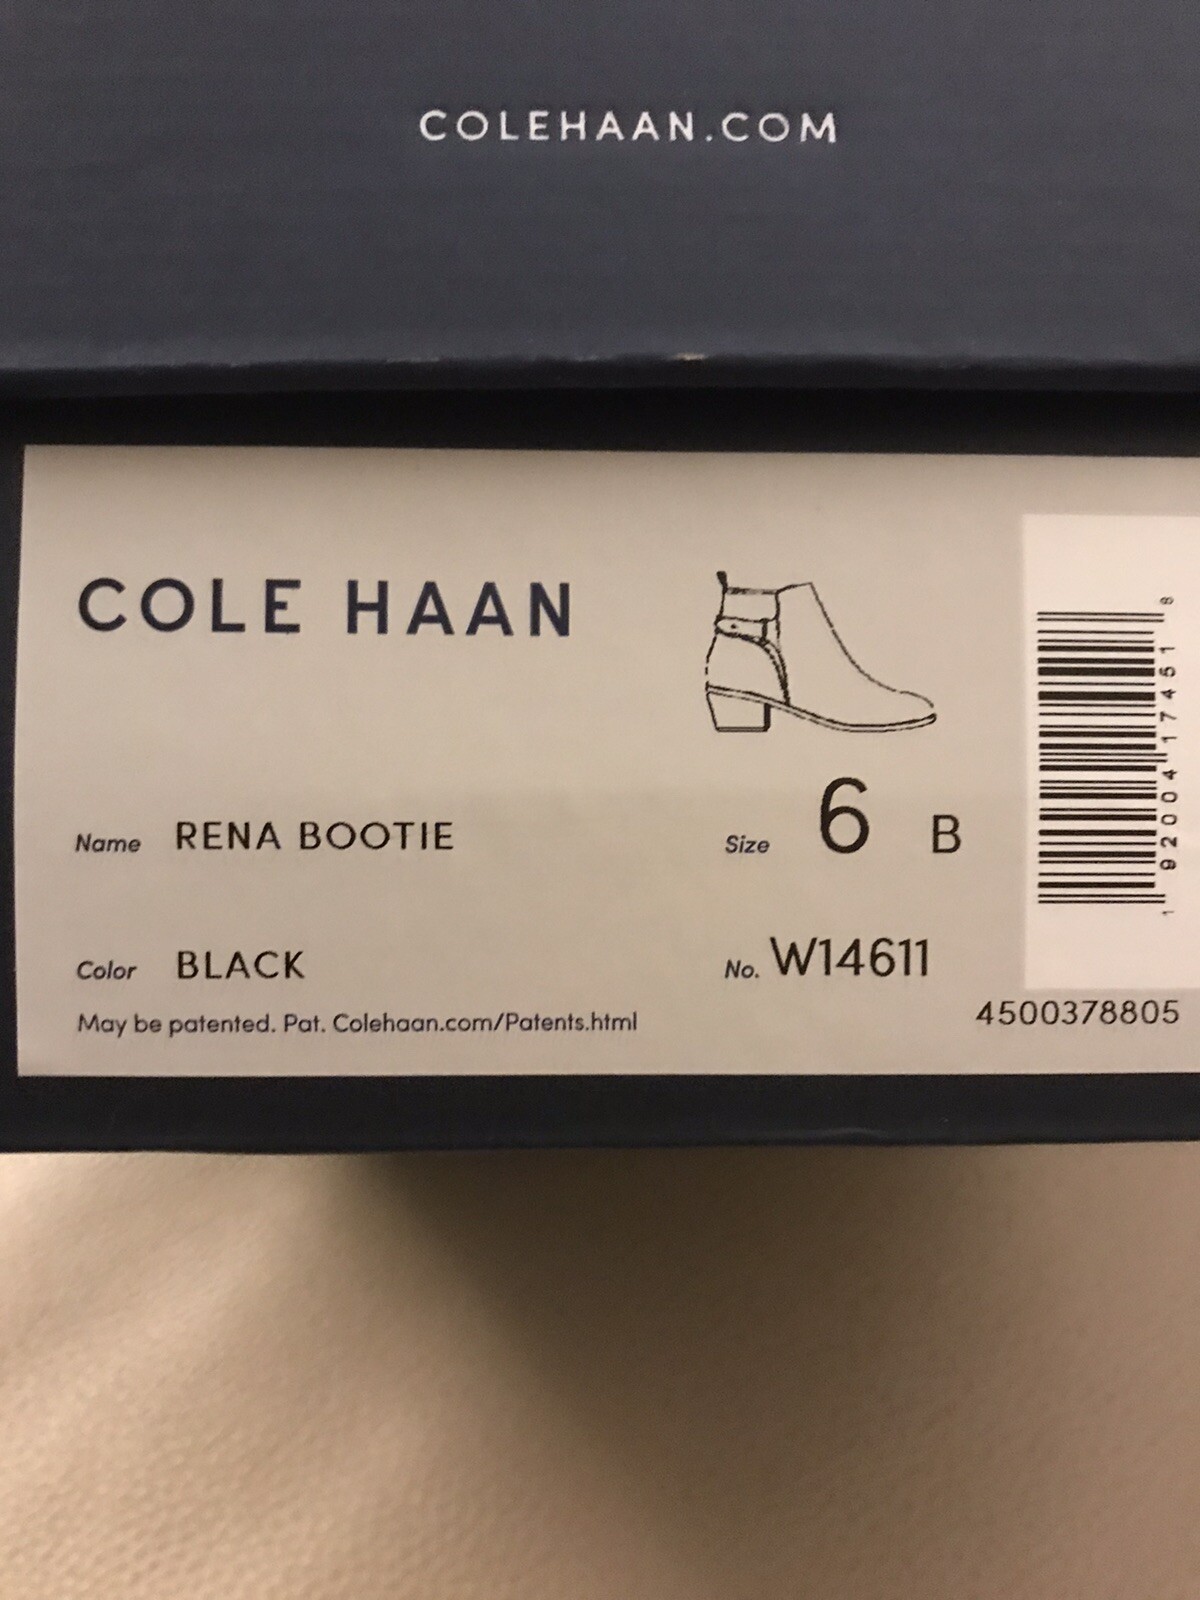 COLEHAAN.COM
COLE HAAN
Name RENA BOOTIE
Size 6 B
Color BLACK
No. W14611
May be patented. Pat. Colehaan.com/Patents.html
4500378805
1 92004 17451 8